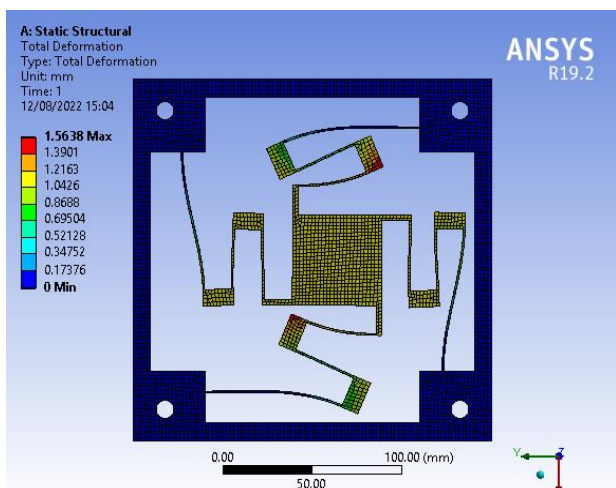 A: Static Structural
Total Deformation
Type: Total Deformation
Unit: mm
Time: 1
12/08/2022 15:04
ANSYS
R19.2
1.5638 Max
1.3901
1.2163
1.0426
0.8688
0.69504
0.52128
0.34752
0.17376
0 Min
0.00
100.00 (mm)
50.00
Y
Z